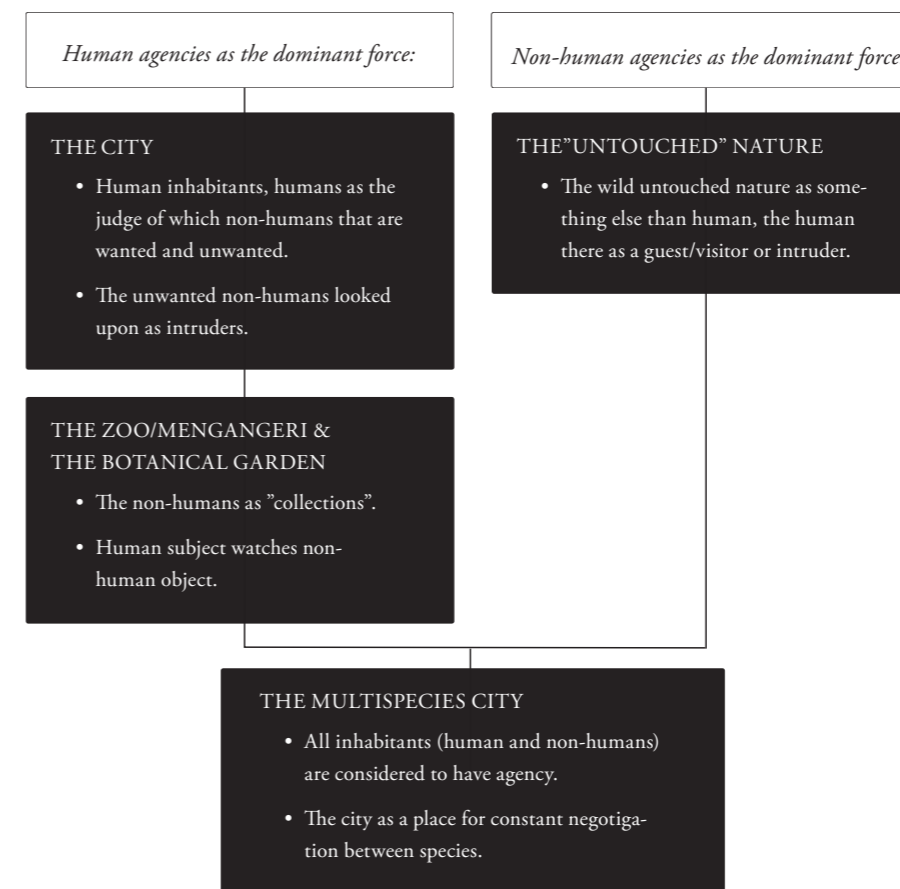 Human agencies as the dominant force:
Non-human agencies as the dominant force
THE CITY
• Human inhabitants, humans as the
judge of which non-humans that are
wanted and unwanted.
• The unwanted non-humans looked
upon as intruders.
THE”UNTOUCHED” NATURE
• The wild untouched nature as some-
thing else than human, the human
there as a guest/visitor or intruder.
THE ZOO/MENGANGERI &
THE BOTANICAL GARDEN
• The non-humans as ”collections”.
• Human subject watches non-
human object.
THE MULTISPECIES CITY
• All inhabitants (human and non-humans)
are considered to have agency.
• The city as a place for constant negotiga-
tion between species.